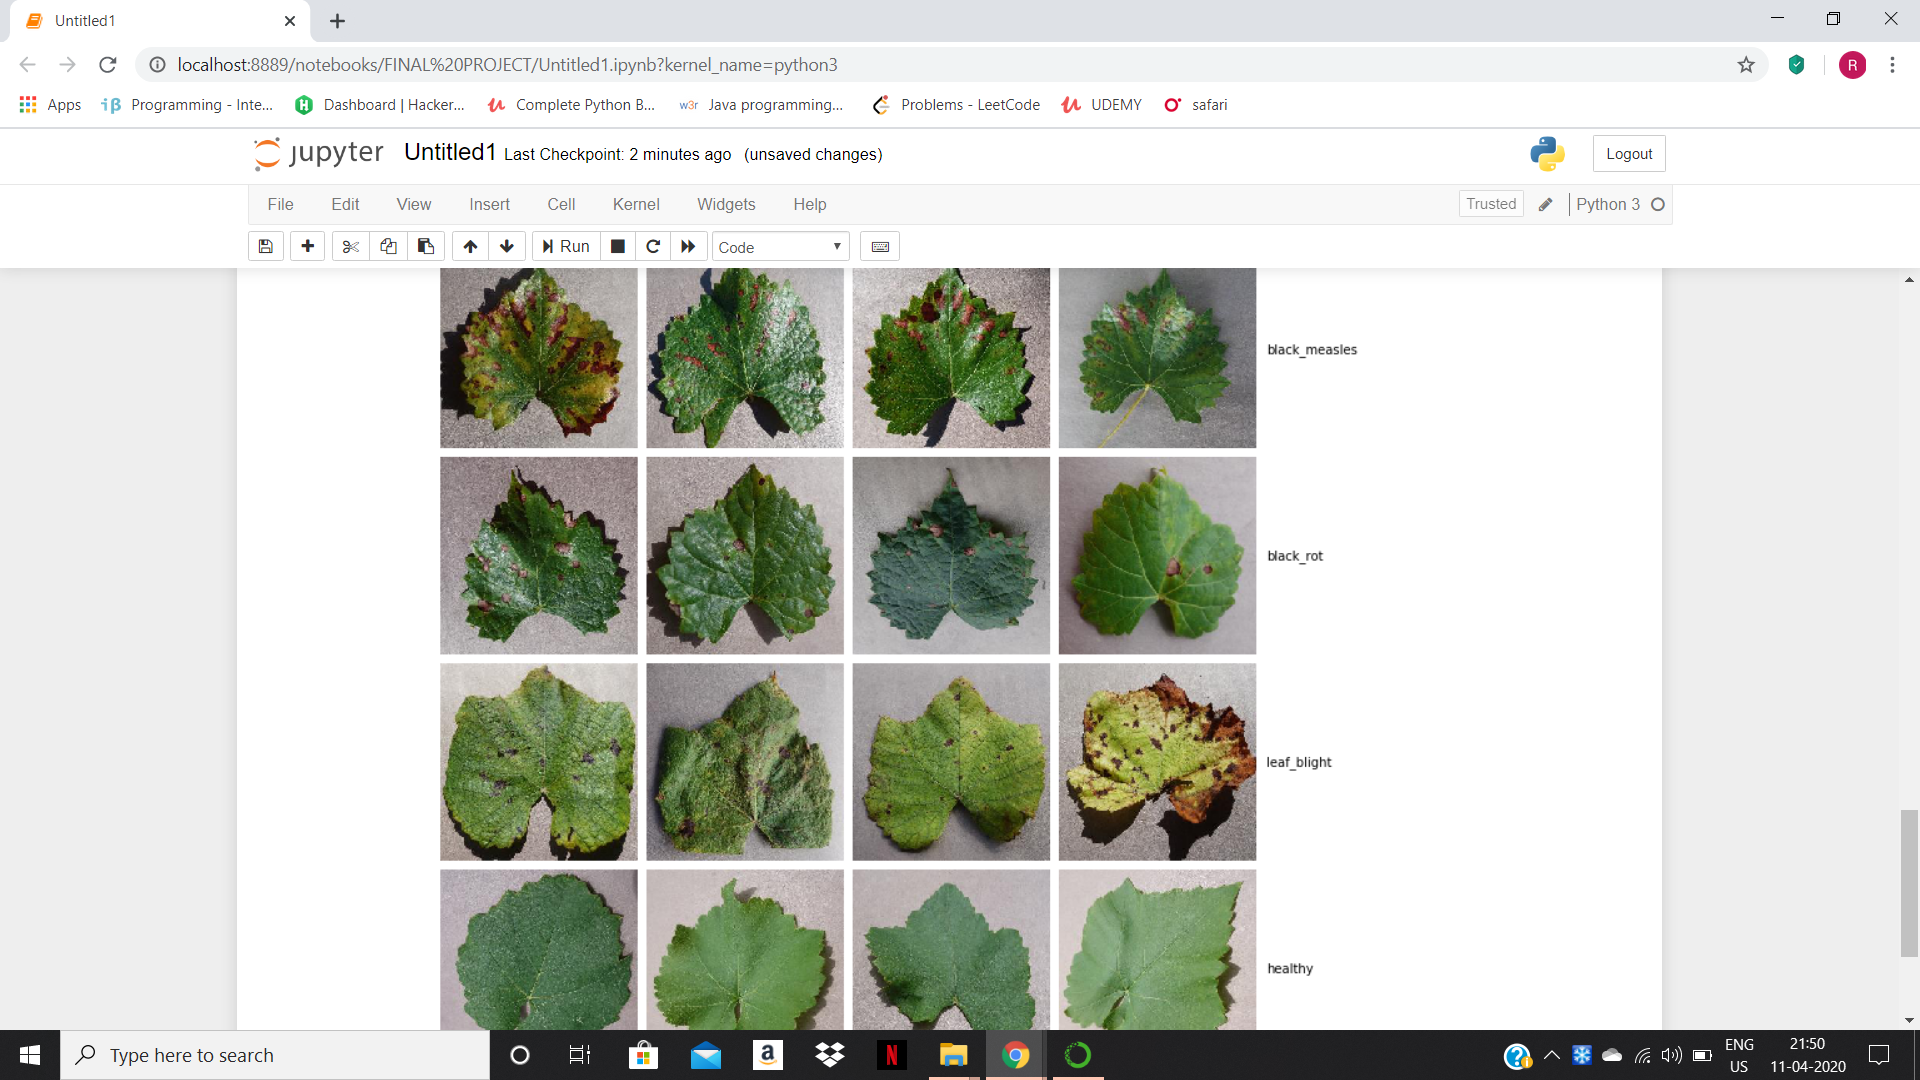 Untitled1
localhost:8889/notebooks/FINAL%20PROJECT/Untitled1.ipynb?kernel_name=python3
R
Apps
Programming - Inte...
Dashboard | Hacker...
Complete Python B...
w3r Java programming...
Problems - LeetCode
UDEMY
safari
jupyter Untitled1 Last Checkpoint: 2 minutes ago (unsaved changes)
Logout
File Edit View Insert Cell Kernel Widgets Help
Trusted
Python 3
Run
Code
black_measles
black_rot
leaf_blight
healthy
Type here to search
ENG
US
21:50
11-04-2020